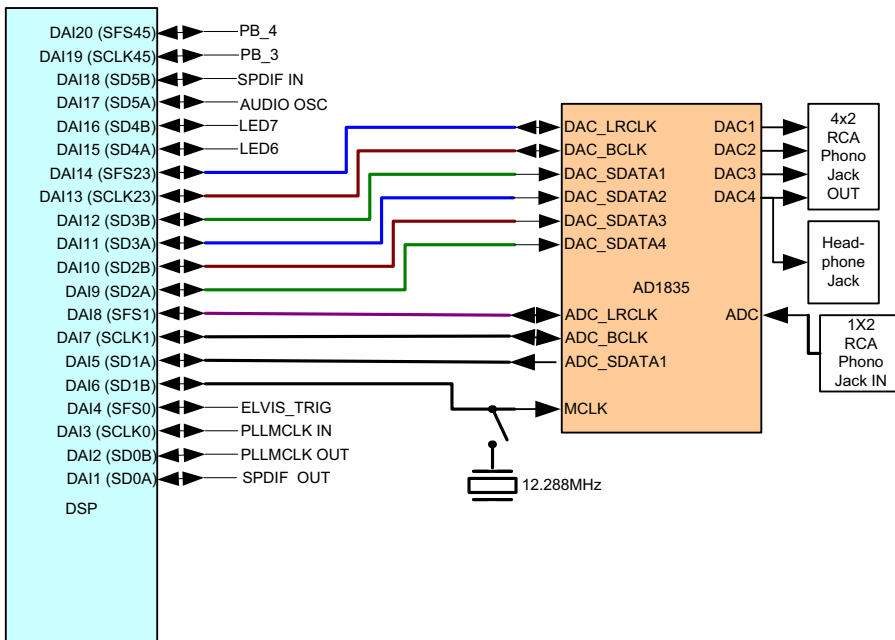 DAI20 (SFS45)
PB_4
DAI19 (SCLK45)
PB_3
DAI18 (SD5B)
SPDIF IN
DAI17 (SD5A)
AUDIO OSC
DAI16 (SD4B)
LED7
DAI15 (SD4A)
LED6
DAI14 (SFS23)
DAI13 (SCLK23)
DAI12 (SD3B)
DAI11 (SD3A)
DAI10 (SD2B)
DAI9 (SD2A)
DAI8 (SFS1)
DAI7 (SCLK1)
DAI5 (SD1A)
DAI6 (SD1B)
DAI4 (SFS0)
ELVIS_TRIG
DAI3 (SCLK0)
PLLMCLK IN
DAI2 (SD0B)
PLLMCLK OUT
DAI1 (SD0A)
SPDIF OUT
DSP
DAC_LRCLK
DAC_BCLK
DAC_SDATA1
DAC_SDATA2
DAC_SDATA3
DAC_SDATA4
AD1835
ADC_LRCLK
ADC_BCLK
ADC_SDATA1
MCLK
12.288MHz
DAC1
DAC2
DAC3
DAC4
ADC
4x2
RCA
Phono
Jack
OUT
Head-
phone
Jack
1X2
RCA
Phono
Jack IN